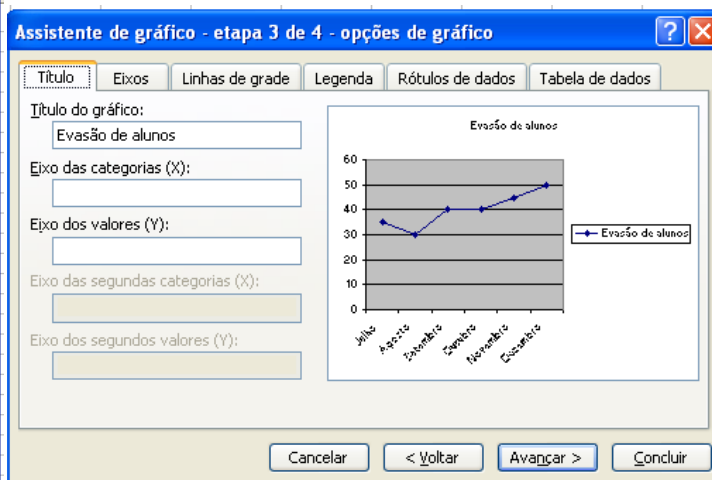 Assistente de gráfico - etapa 3 de 4 - opções de gráfico
Título
Eixos
Linhas de grade
Legenda
Rótulos de dados
Tabela de dados
Título do gráfico:
Evasão de alunos
Eixo das categorias (X):
Eixo dos valores (Y):
Eixo das segundas categorias (X):
Eixo dos segundos valores (Y):
Evasão de alunos
60
50
40
30
20
10
0
Julho
Agosto
Setembro
Outubro
Novembro
Dezembro
Evasão de alunos
Cancelar
< Voltar
Avançar >
Concluir